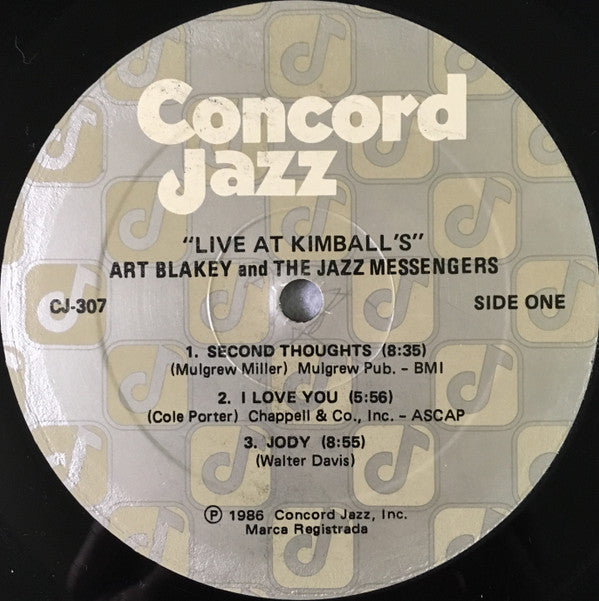 Concord
Jazz
"LIVE AT KIMBALL'S"
ART BLAKEY and THE JAZZ MESSENGERS
CJ-307 SIDE ONE
1. SECOND THOUGHTS (8:35)
(Mulgrew Miller) Mulgrew Pub. – BMI
2. I LOVE YOU (5:56)
(Cole Porter) Chappell & Co., Inc. – ASCAP
3. JODY (8:55)
(Walter Davis)
℗ 1986 Concord Jazz, Inc.
Marca Registrada